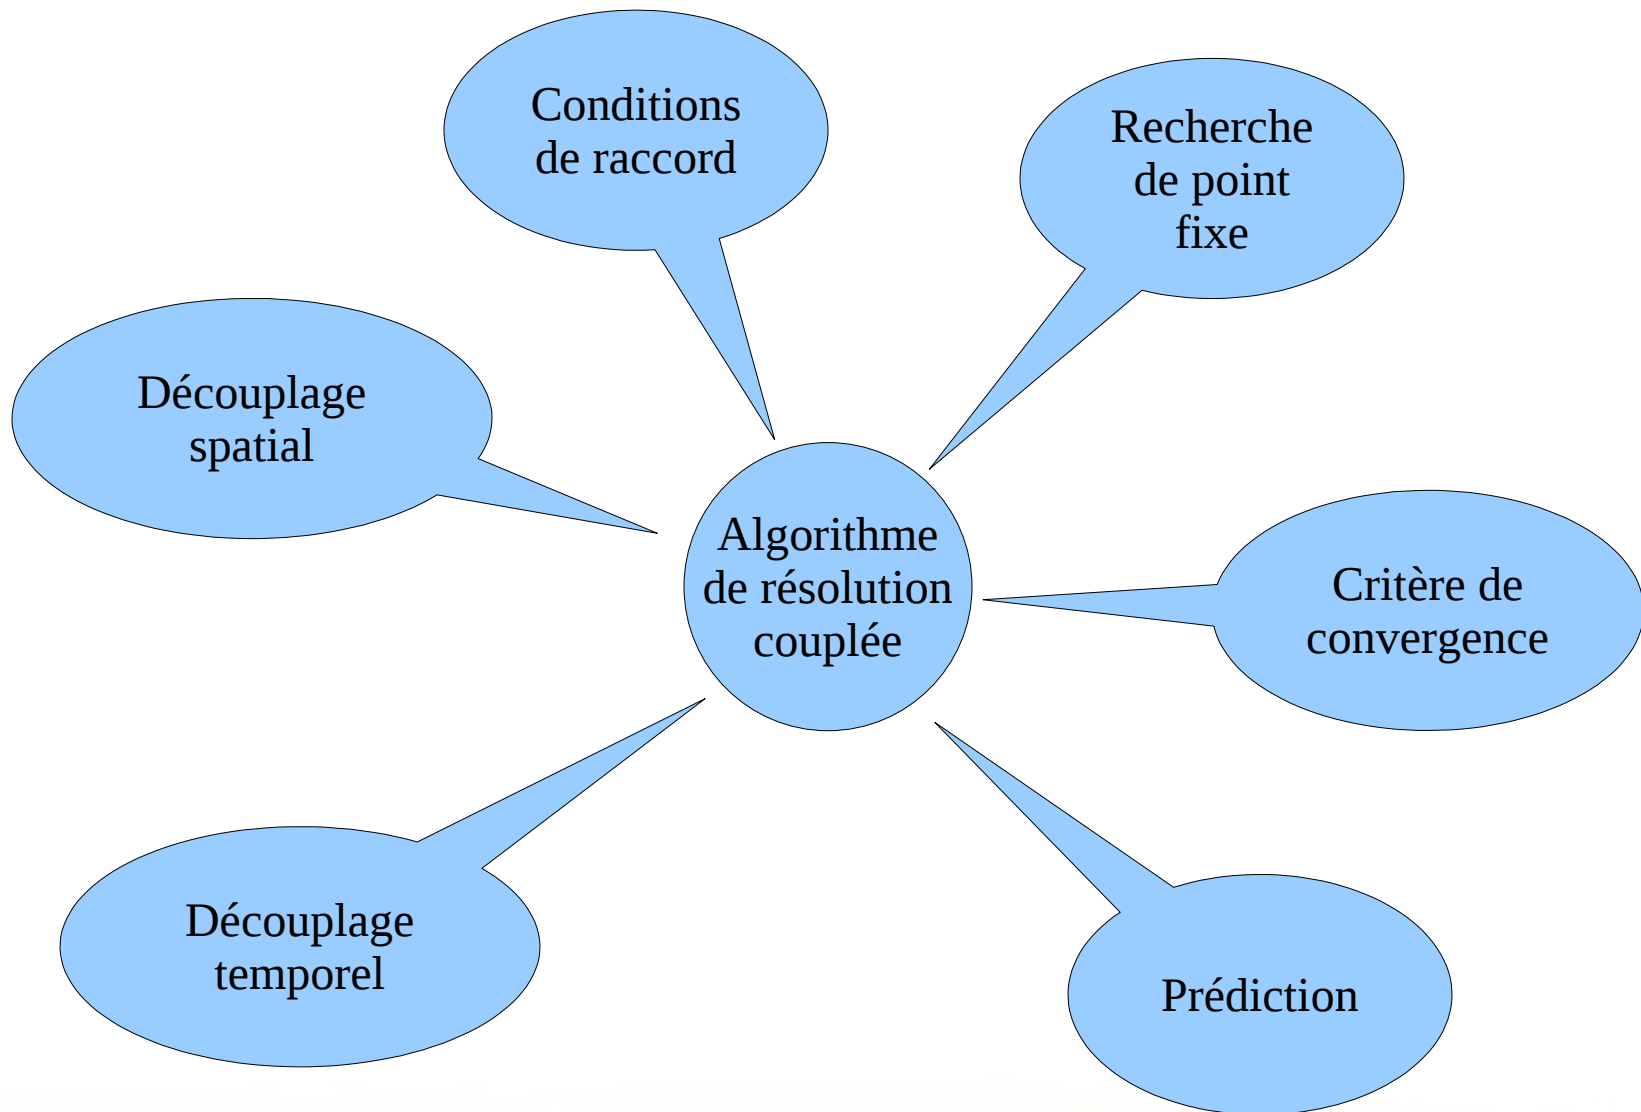 Conditions
de raccord
Recherche
de point
fixe
Découplage
spatial
Algorithme
de résolution
couplée
Critère de
convergence
Découplage
temporel
Prédiction